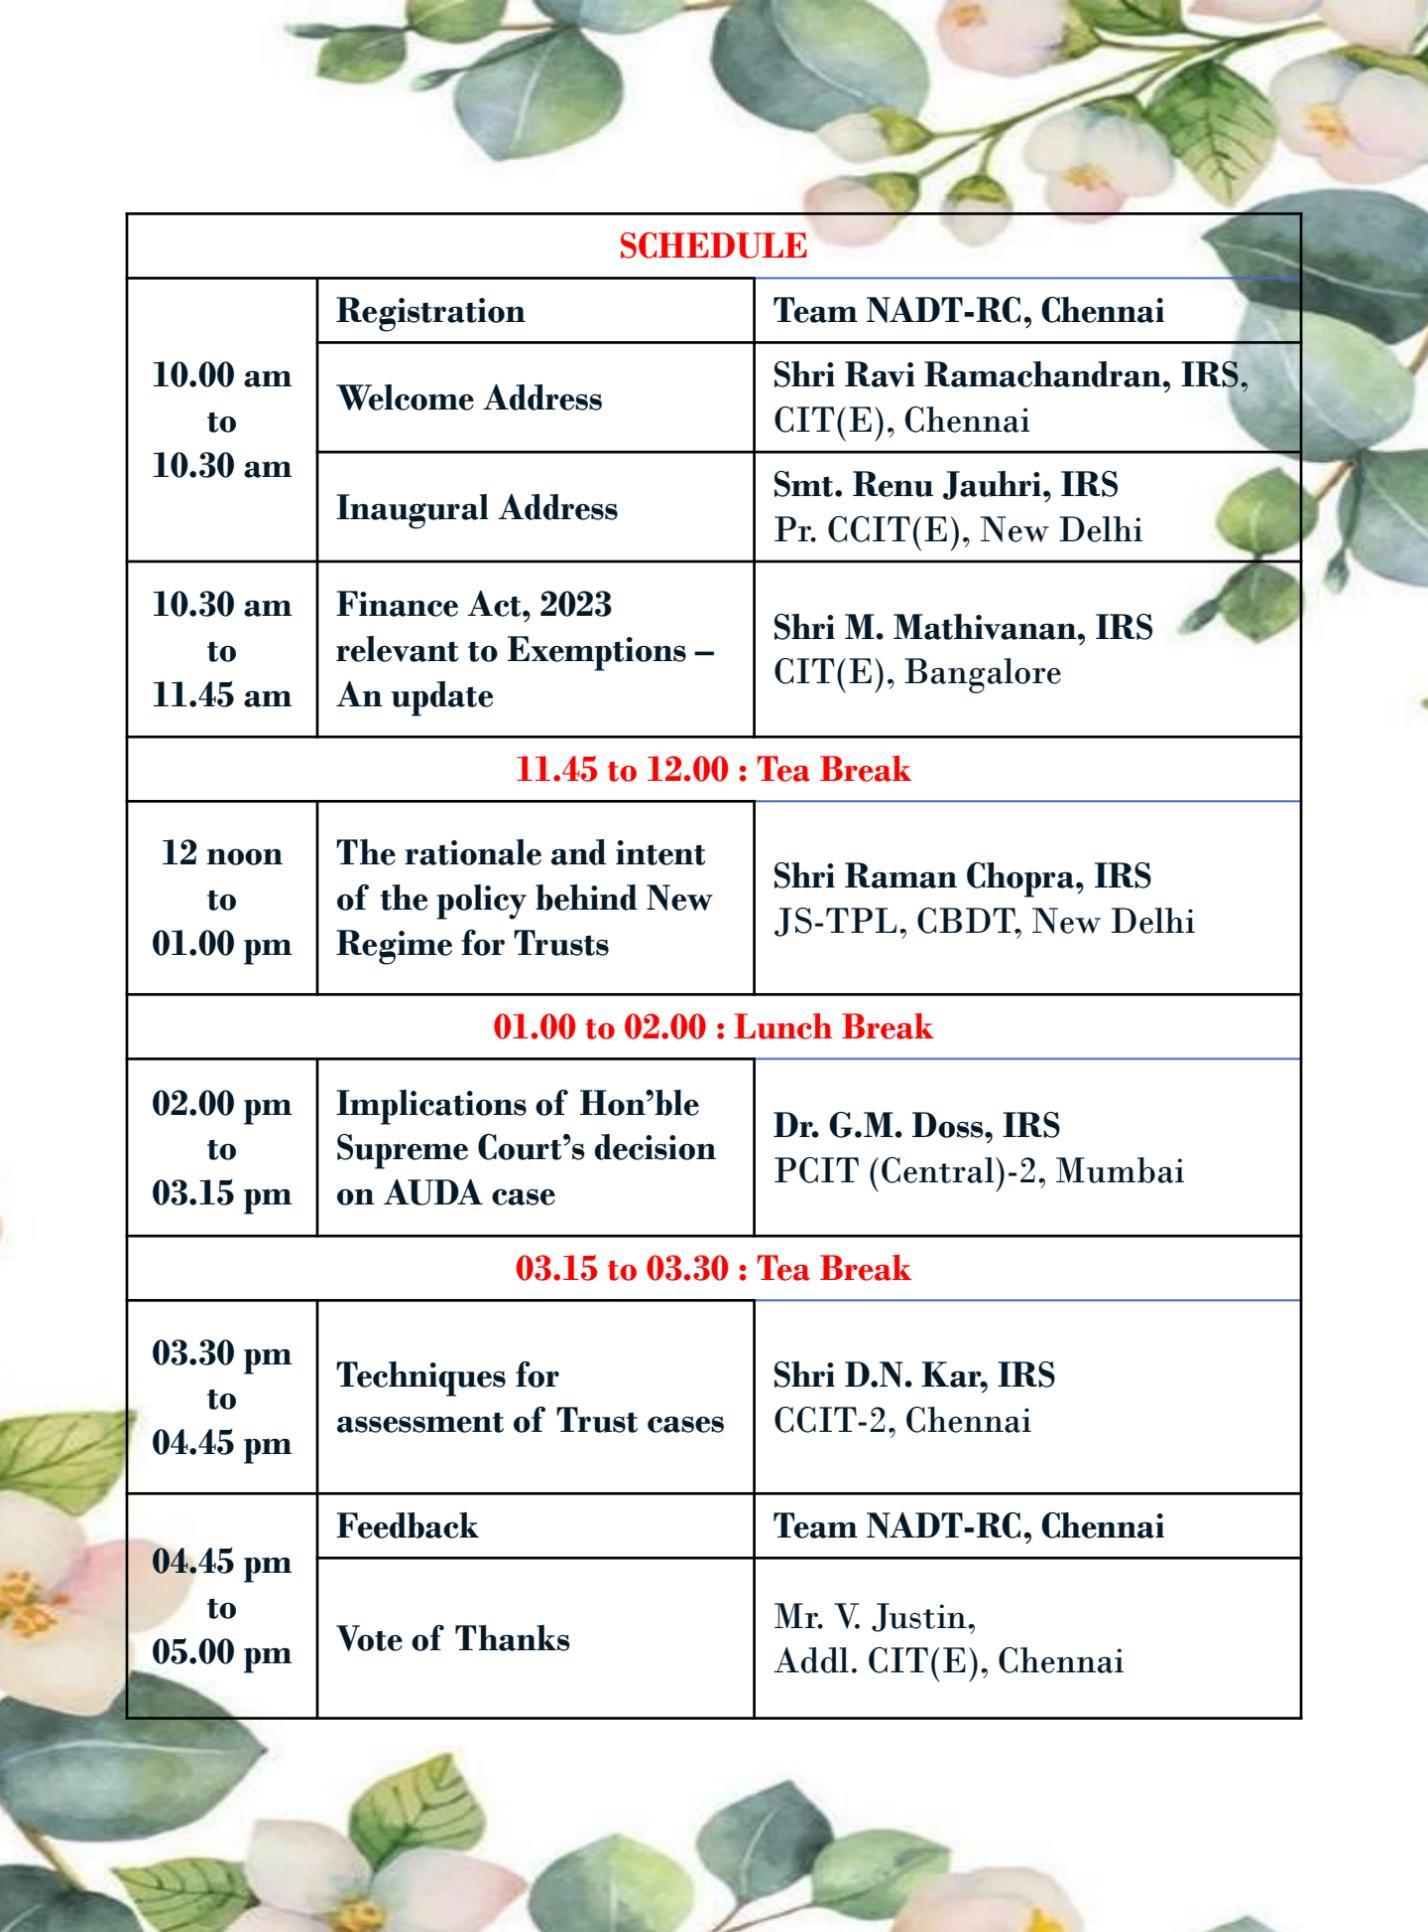 SCHEDULE
10.00 am
to
10.30 am
Registration
Team NADT-RC, Chennai
Welcome Address
Shri Ravi Ramachandran, IRS,
CIT(E), Chennai
Inaugural Address
Smt. Renu Jauhri, IRS
Pr. CCIT(E), New Delhi
10.30 am
to
11.45 am
Finance Act, 2023
relevant to Exemptions –
An update
Shri M. Mathivanan, IRS
CIT(E), Bangalore
11.45 to 12.00 : Tea Break
12 noon
to
01.00 pm
The rationale and intent
of the policy behind New
Regime for Trusts
Shri Raman Chopra, IRS
JS-TPL, CBDT, New Delhi
01.00 to 02.00 : Lunch Break
02.00 pm
to
03.15 pm
Implications of Hon’ble
Supreme Court’s decision
on AUDA case
Dr. G.M. Doss, IRS
PCIT (Central)-2, Mumbai
03.15 to 03.30 : Tea Break
03.30 pm
to
04.45 pm
Techniques for
assessment of Trust cases
Shri D.N. Kar, IRS
CCIT-2, Chennai
04.45 pm
to
05.00 pm
Feedback
Team NADT-RC, Chennai
Vote of Thanks
Mr. V. Justin,
Addl. CIT(E), Chennai